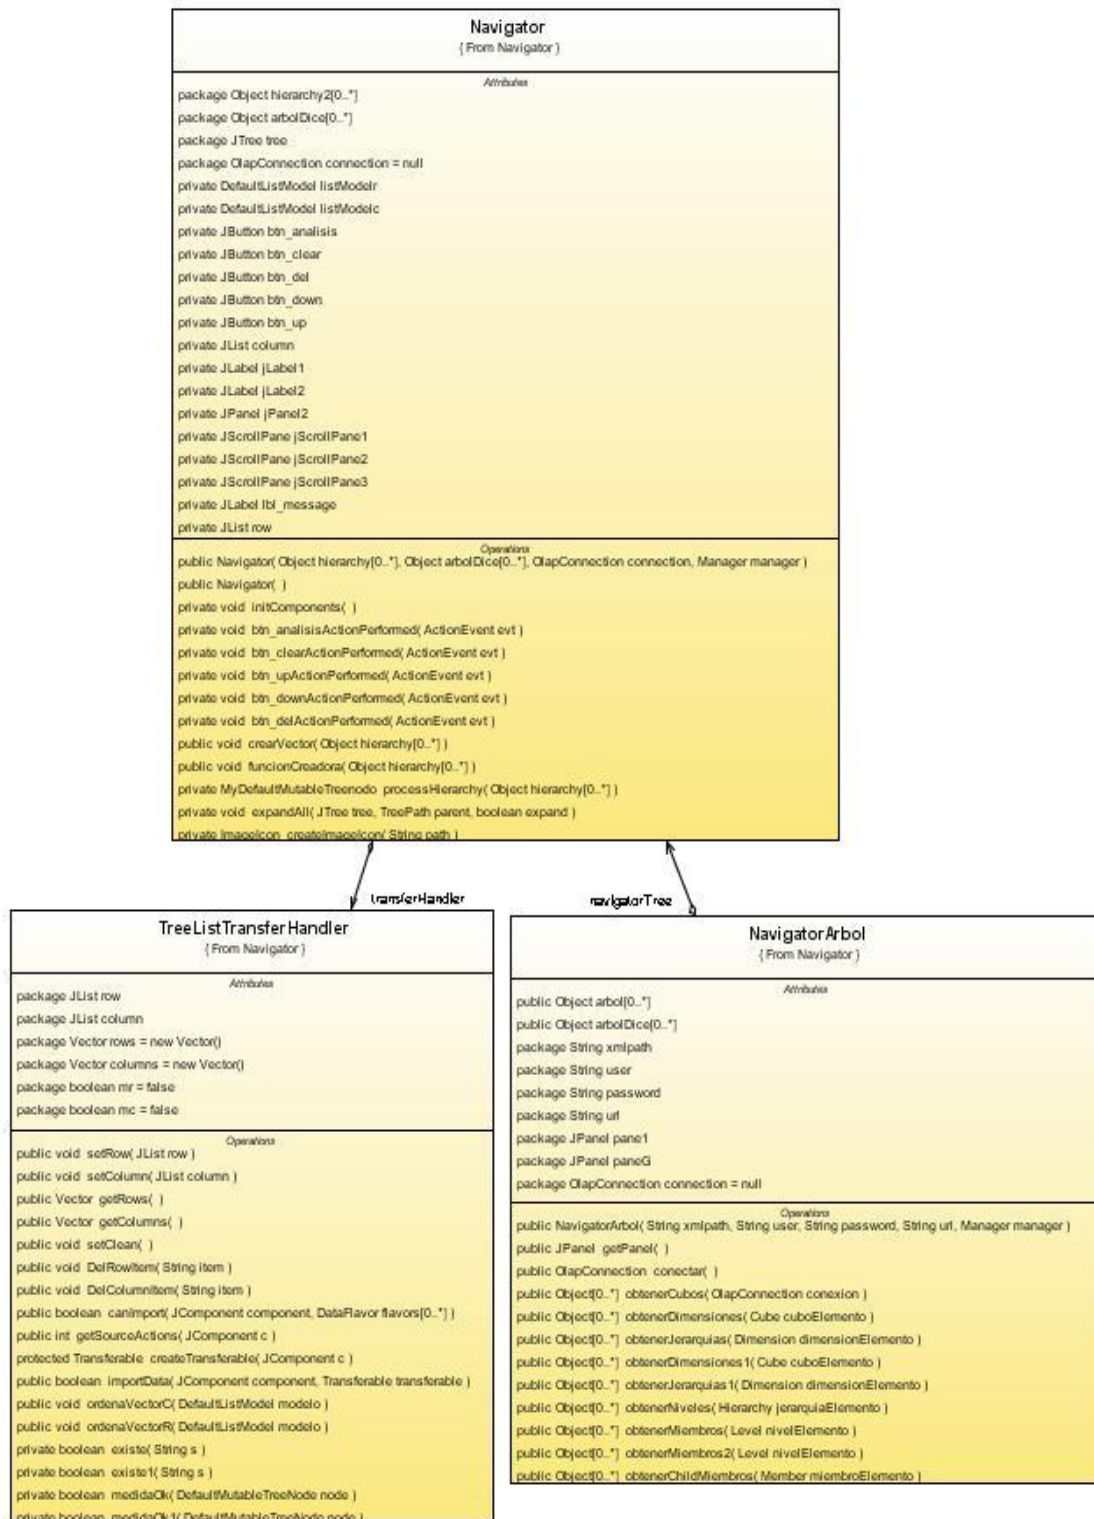 Navigator
{ From Navigator }
Attributes
package Object hierarchy2[0..*]
package Object arbolDice[0..*]
package JTree tree
package OlapConnection connection = null
private DefaultListModel listModelr
private DefaultListModel listModelc
private JButton btn_analisis
private JButton btn_clear
private JButton btn_del
private JButton btn_down
private JButton btn_up
private JList column
private JLabel jLabel1
private JLabel jLabel2
private JPanel jPanel2
private JScrollPane jScrollPane1
private JScrollPane jScrollPane2
private JScrollPane jScrollPane3
private JLabel lbl_message
private JList row
Operations
public Navigator( Object hierarchy[0..*], Object arbolDice[0..*], OlapConnection connection, Manager manager )
public Navigator( )
private void initComponents( )
private void btn_analisisActionPerformed( ActionEvent evt )
private void btn_clearActionPerformed( ActionEvent evt )
private void btn_upActionPerformed( ActionEvent evt )
private void btn_downActionPerformed( ActionEvent evt )
private void btn_delActionPerformed( ActionEvent evt )
public void crearVector( Object hierarchy[0..*] )
public void funcionCreadora( Object hierarchy[0..*] )
private MyDefaultMutableTreenodo processHierarchy( Object hierarchy[0..*] )
private void expandAll( JTree tree, TreePath parent, boolean expand )
private ImageIcon createImageIcon( String path )
transferHandler
navigatorTree
TreeListTransferHandler
{ From Navigator }
Attributes
package JList row
package JList column
package Vector rows = new Vector()
package Vector columns = new Vector()
package boolean mr = false
package boolean mc = false
Operations
public void setRow( JList row )
public void setColumn( JList column )
public Vector getRows( )
public Vector getColumns( )
public void setClean( )
public void DelRowItem( String item )
public void DelColumnItem( String item )
public boolean canImport( JComponent component, DataFlavor flavors[0..*] )
public int getSourceActions( JComponent c )
protected Transferable createTransferable( JComponent c )
public boolean importData( JComponent component, Transferable transferable )
public void ordenaVectorC( DefaultListModel modelo )
public void ordenaVectorR( DefaultListModel modelo )
private boolean existe( String s )
private boolean existe1( String s )
private boolean medidaOk( DefaultMutableTreeNode node )
private boolean medidaOk1( DefaultMutableTreeNode node )
NavigatorArbol
{ From Navigator }
Attributes
public Object arbol[0..*]
public Object arbolDice[0..*]
package String xmlpath
package String user
package String password
package String url
package JPanel pane1
package JPanel paneG
package OlapConnection connection = null
Operations
public NavigatorArbol( String xmlpath, String user, String password, String url, Manager manager )
public JPanel getPanel( )
public OlapConnection conectar( )
public Object[0..*] obtenerCubos( OlapConnection conexion )
public Object[0..*] obtenerDimensiones( Cube cuboElemento )
public Object[0..*] obtenerJerarquias( Dimension dimensionElemento )
public Object[0..*] obtenerDimensiones1( Cube cuboElemento )
public Object[0..*] obtenerJerarquias1( Dimension dimensionElemento )
public Object[0..*] obtenerNiveles( Hierarchy jerarquiaElemento )
public Object[0..*] obtenerMiembros( Level nivelElemento )
public Object[0..*] obtenerMiembros2( Level nivelElemento )
public Object[0..*] obtenerChildMiembros( Member miembroElemento )